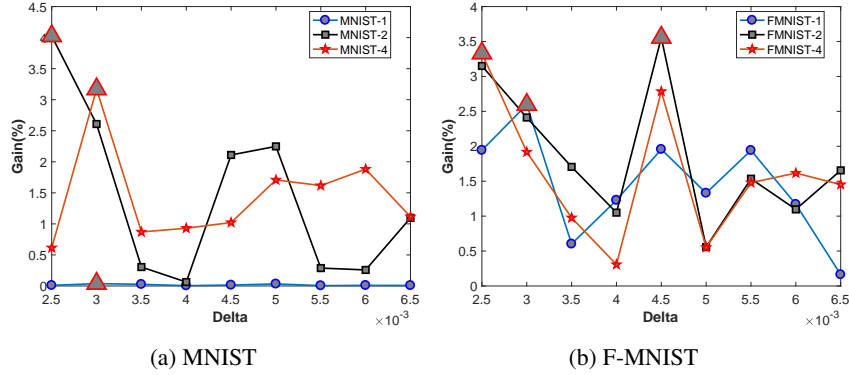 MNIST-1
MNIST-2
MNIST-4
Gain(%)
4.5
4
3.5
3
2.5
2
1.5
1
0.5
0
2.5 3 3.5 4 4.5 5 5.5 6 6.5
Delta
×10⁻³
(a) MNIST
FMNIST-1
FMNIST-2
FMNIST-4
Gain(%)
4
3.5
3
2.5
2
1.5
1
0.5
0
2.5 3 3.5 4 4.5 5 5.5 6 6.5
Delta
×10⁻³
(b) F-MNIST